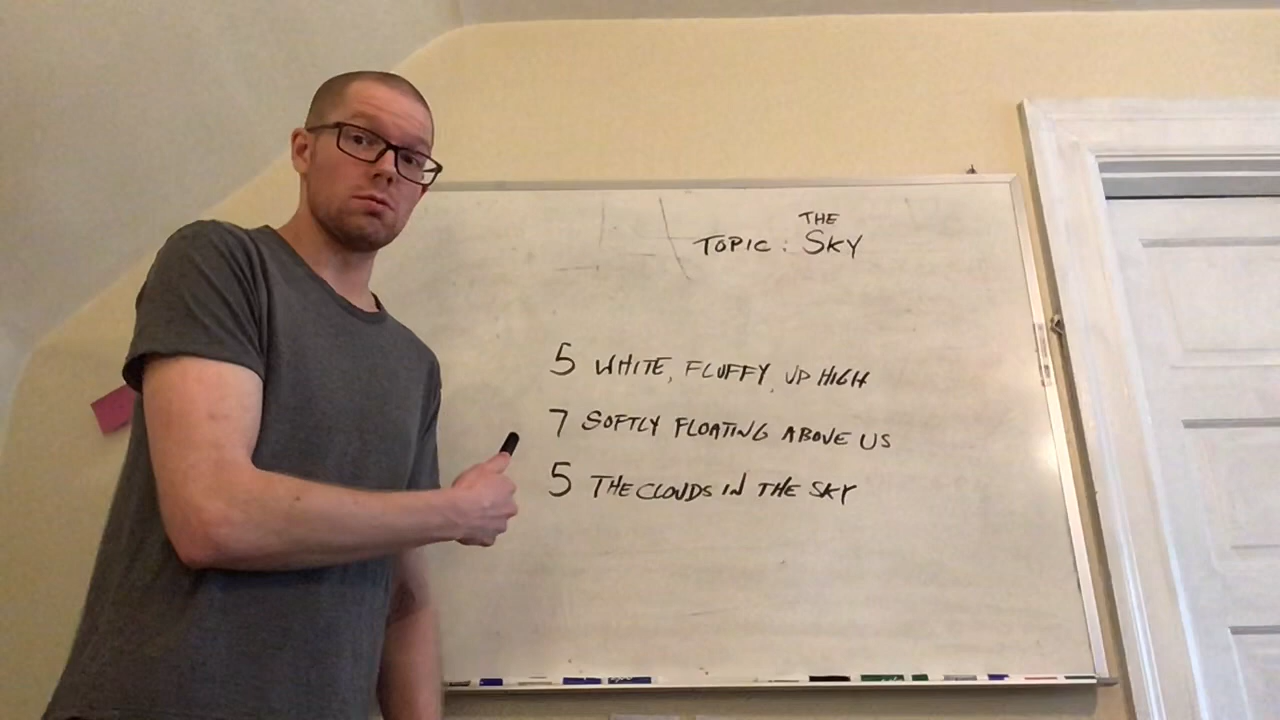 THE
TOPIC: SKY
5 WHITE, FLUFFY, UP HIGH
7 SOFTLY FLOATING ABOVE US
5 THE CLOUDS IN THE SKY